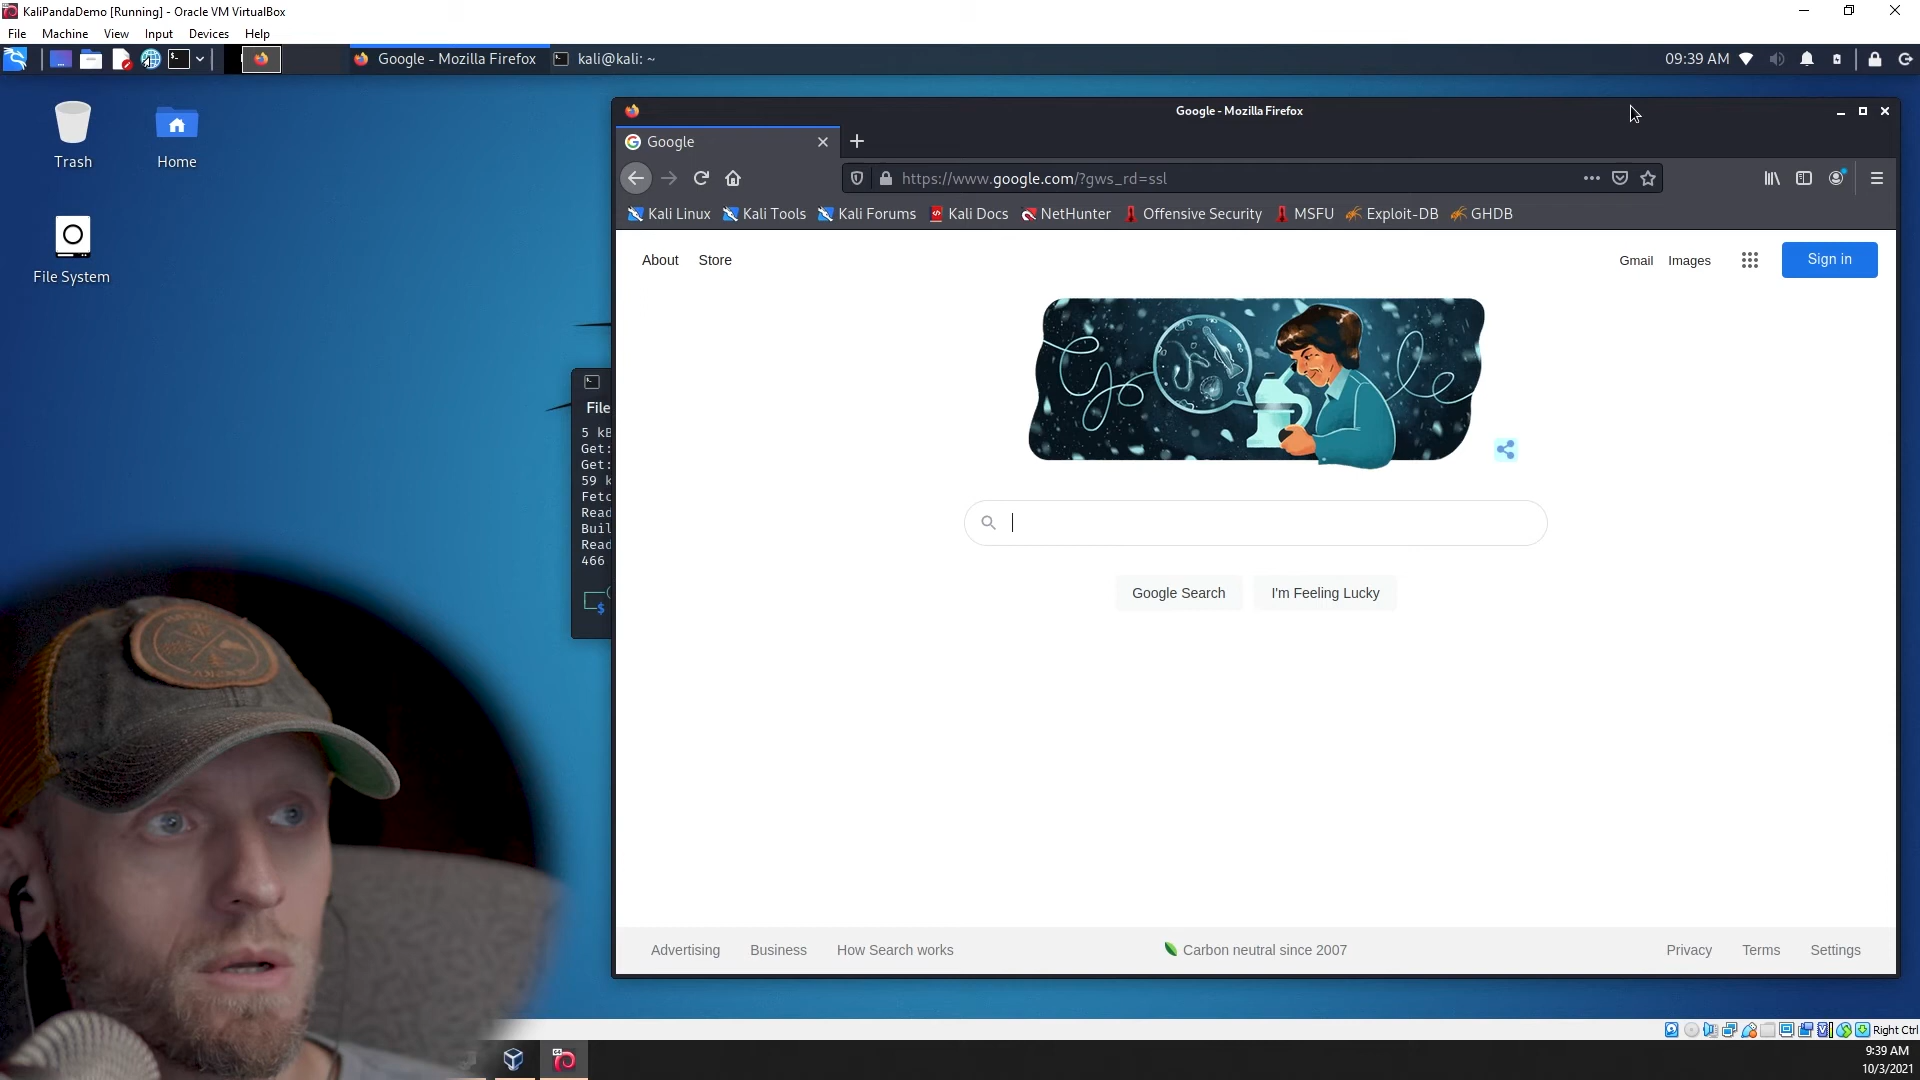 KaliPandaDemo [Running] - Oracle VM VirtualBox
File Machine View Input Devices Help
Google - Mozilla Firefox
kali@kali: ~
09:39 AM
Trash
Home
File System
Google - Mozilla Firefox
Google
https://www.google.com/?gws_rd=ssl
Kali Linux Kali Tools Kali Forums Kali Docs NetHunter Offensive Security MSFU Exploit-DB GHDB
About Store
Gmail Images Sign in
Google Search I'm Feeling Lucky
File
5 kB
Get:
Get:
59 k
Fetc
Read
Buil
Read
466
$
Advertising Business How Search works
Carbon neutral since 2007
Privacy Terms Settings
Right Ctrl
9:39 AM
10/3/2021